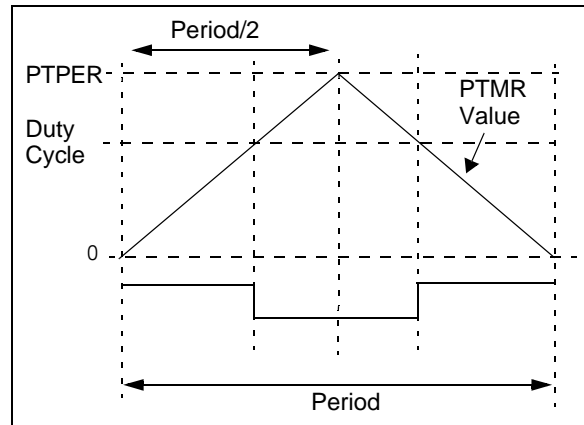 Period/2
PTPER
PTMR
Value
Duty
Cycle
0
Period